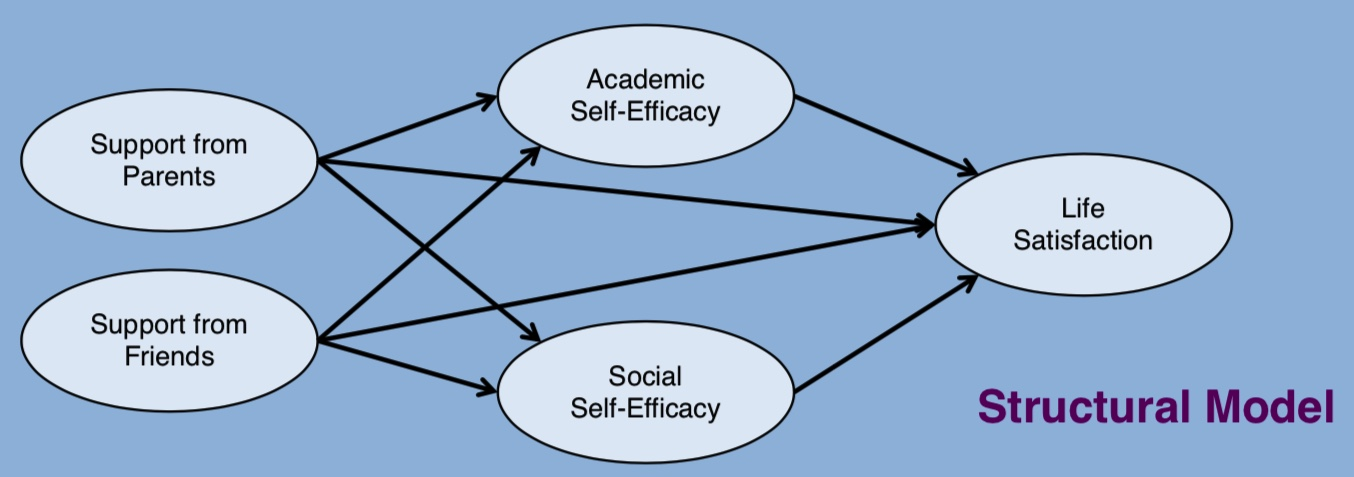 Academic
Self-Efficacy
Support from
Parents
Life
Satisfaction
Support from
Friends
Social
Self-Efficacy
Structural Model